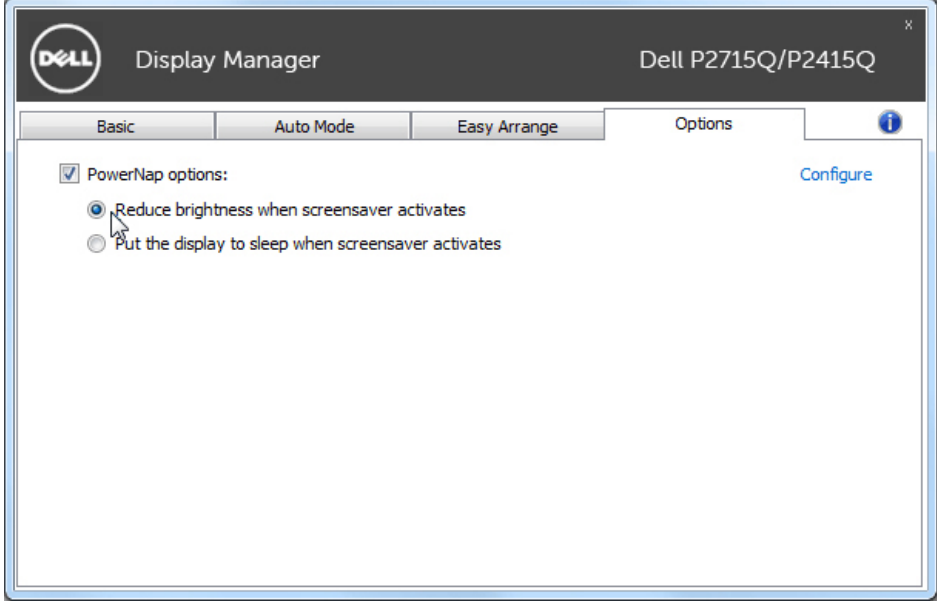 DELL
Display Manager
Dell P2715Q/P2415Q
x
Basic
Auto Mode
Easy Arrange
Options
i
PowerNap options:
Configure
Reduce brightness when screensaver activates
Put the display to sleep when screensaver activates